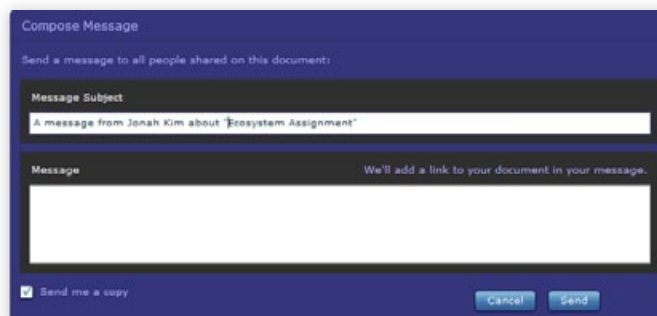 Compose Message
Send a message to all people shared on this document:
Message Subject
A message from Jonah Kim about "Ecosystem Assignment"
Message We'll add a link to your document in your message.
Send me a copy
Cancel Send